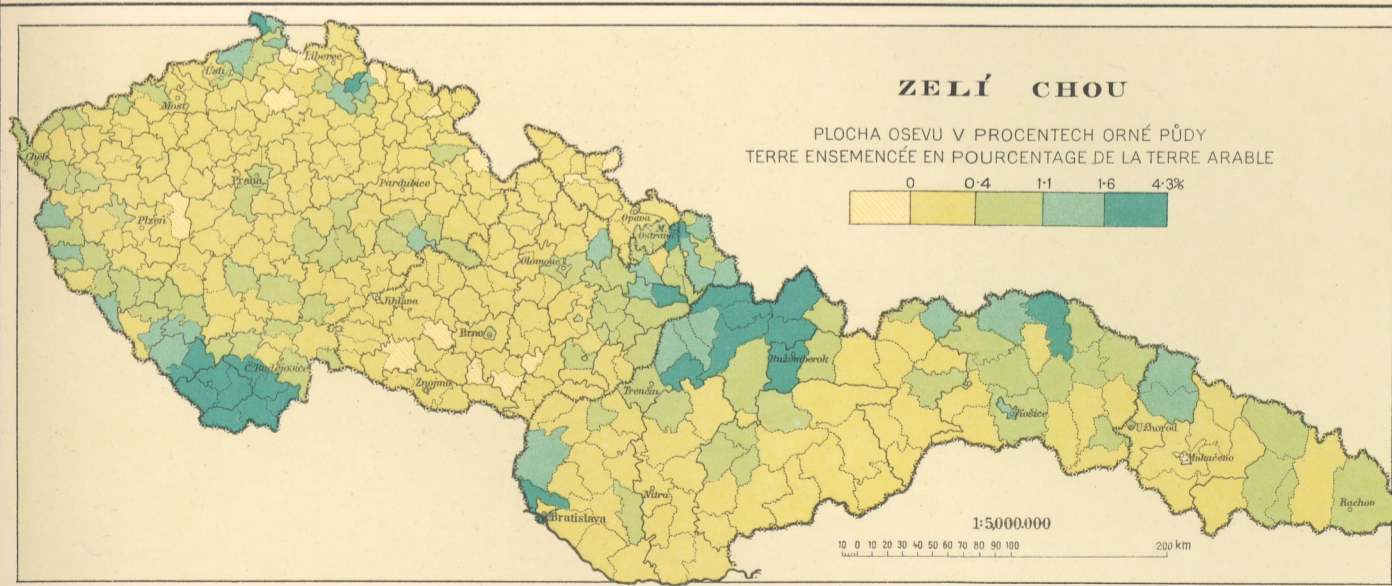 ZELÍ CHOU
PLOCHA OSEVU V PROCENTECH ORNÉ PŮDY
TERRE ENSEMENCÉE EN POURCENTAGE DE LA TERRE ARABLE
0 0·4 1·1 1·6 4·3%
Liberec
Ústí
Most
Cheb
Praha
Pardubice
Plzeň
Opava
M. Ostrava
Olomouc
Jihlava
Brno
Č. Budějovice
Znojmo
Ružomberok
Trenčín
Košice
Užhorod
Mukačevo
Nitra
Rachov
Bratislava
1:5,000.000
10 0 10 20 30 40 50 60 70 80 90 100 200 km